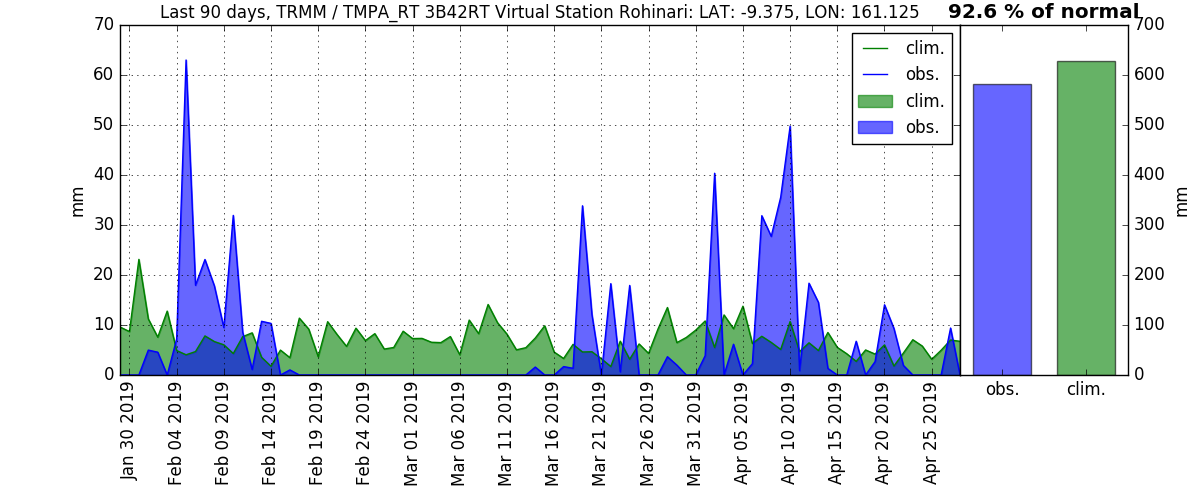 Last 90 days, TRMM / TMPA_RT 3B42RT Virtual Station Rohinari: LAT: -9.375, LON: 161.125
92.6 % of normal
70
60
50
40
30
20
10
0
mm
clim.
obs.
clim.
obs.
700
600
500
400
300
200
100
0
mm
Jan 30 2019
Feb 04 2019
Feb 09 2019
Feb 14 2019
Feb 19 2019
Feb 24 2019
Mar 01 2019
Mar 06 2019
Mar 11 2019
Mar 16 2019
Mar 21 2019
Mar 26 2019
Mar 31 2019
Apr 05 2019
Apr 10 2019
Apr 15 2019
Apr 20 2019
Apr 25 2019
obs.
clim.